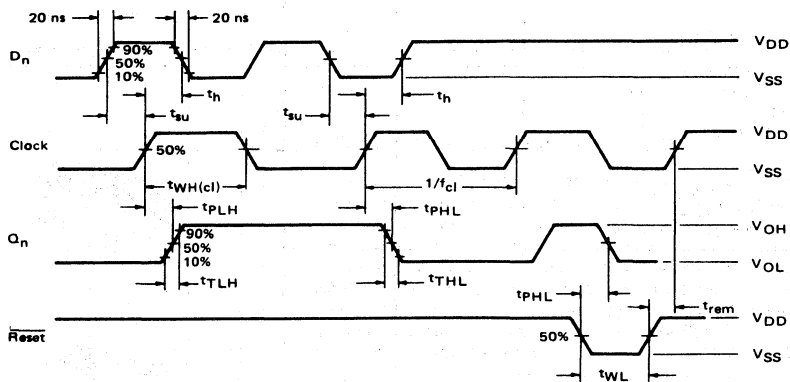 20 ns 20 ns
Dn 90% VDD
50%
10% VSS
th th
tsu tsu
Clock 50% VDD
VSS
tWH(cl) 1/fcl
tPLH tPHL
Qn 90% VOH
50%
10% VOL
tTLH tTHL
tPHL trem
Reset 50% VDD
VSS
tWL